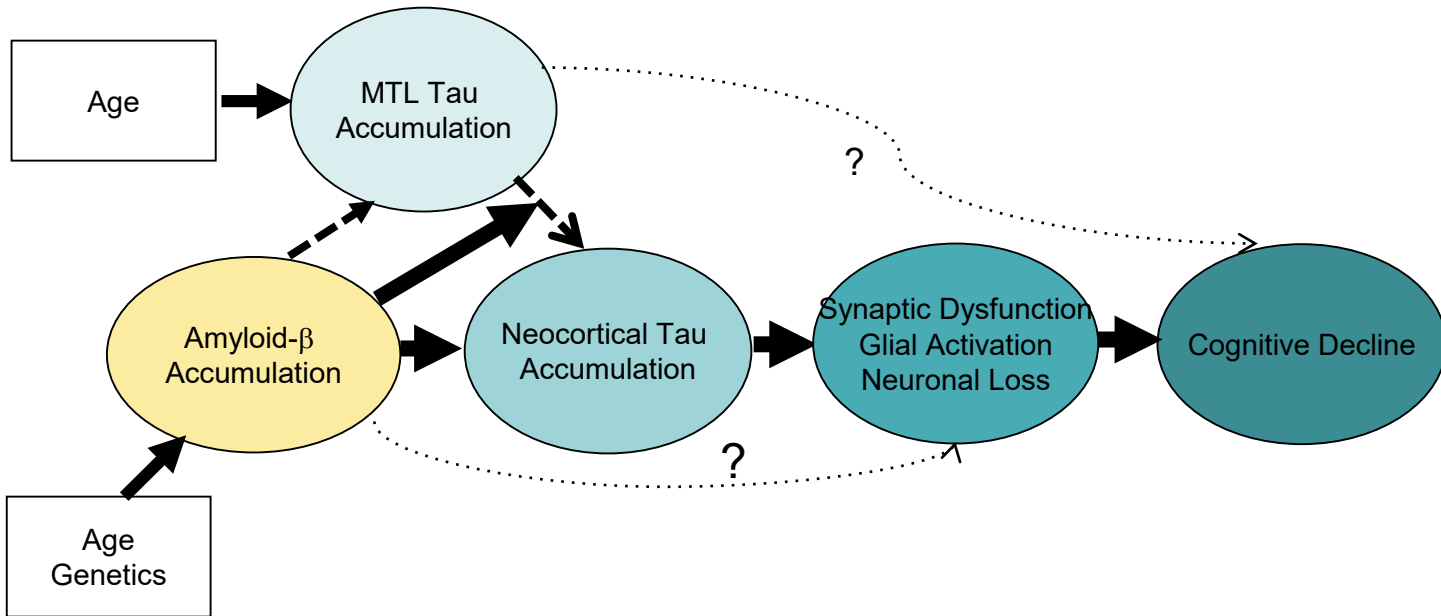 Age
MTL Tau
Accumulation
?
Amyloid-β
Accumulation
Neocortical Tau
Accumulation
Synaptic Dysfunction
Glial Activation
Neuronal Loss
Cognitive Decline
?
Age
Genetics